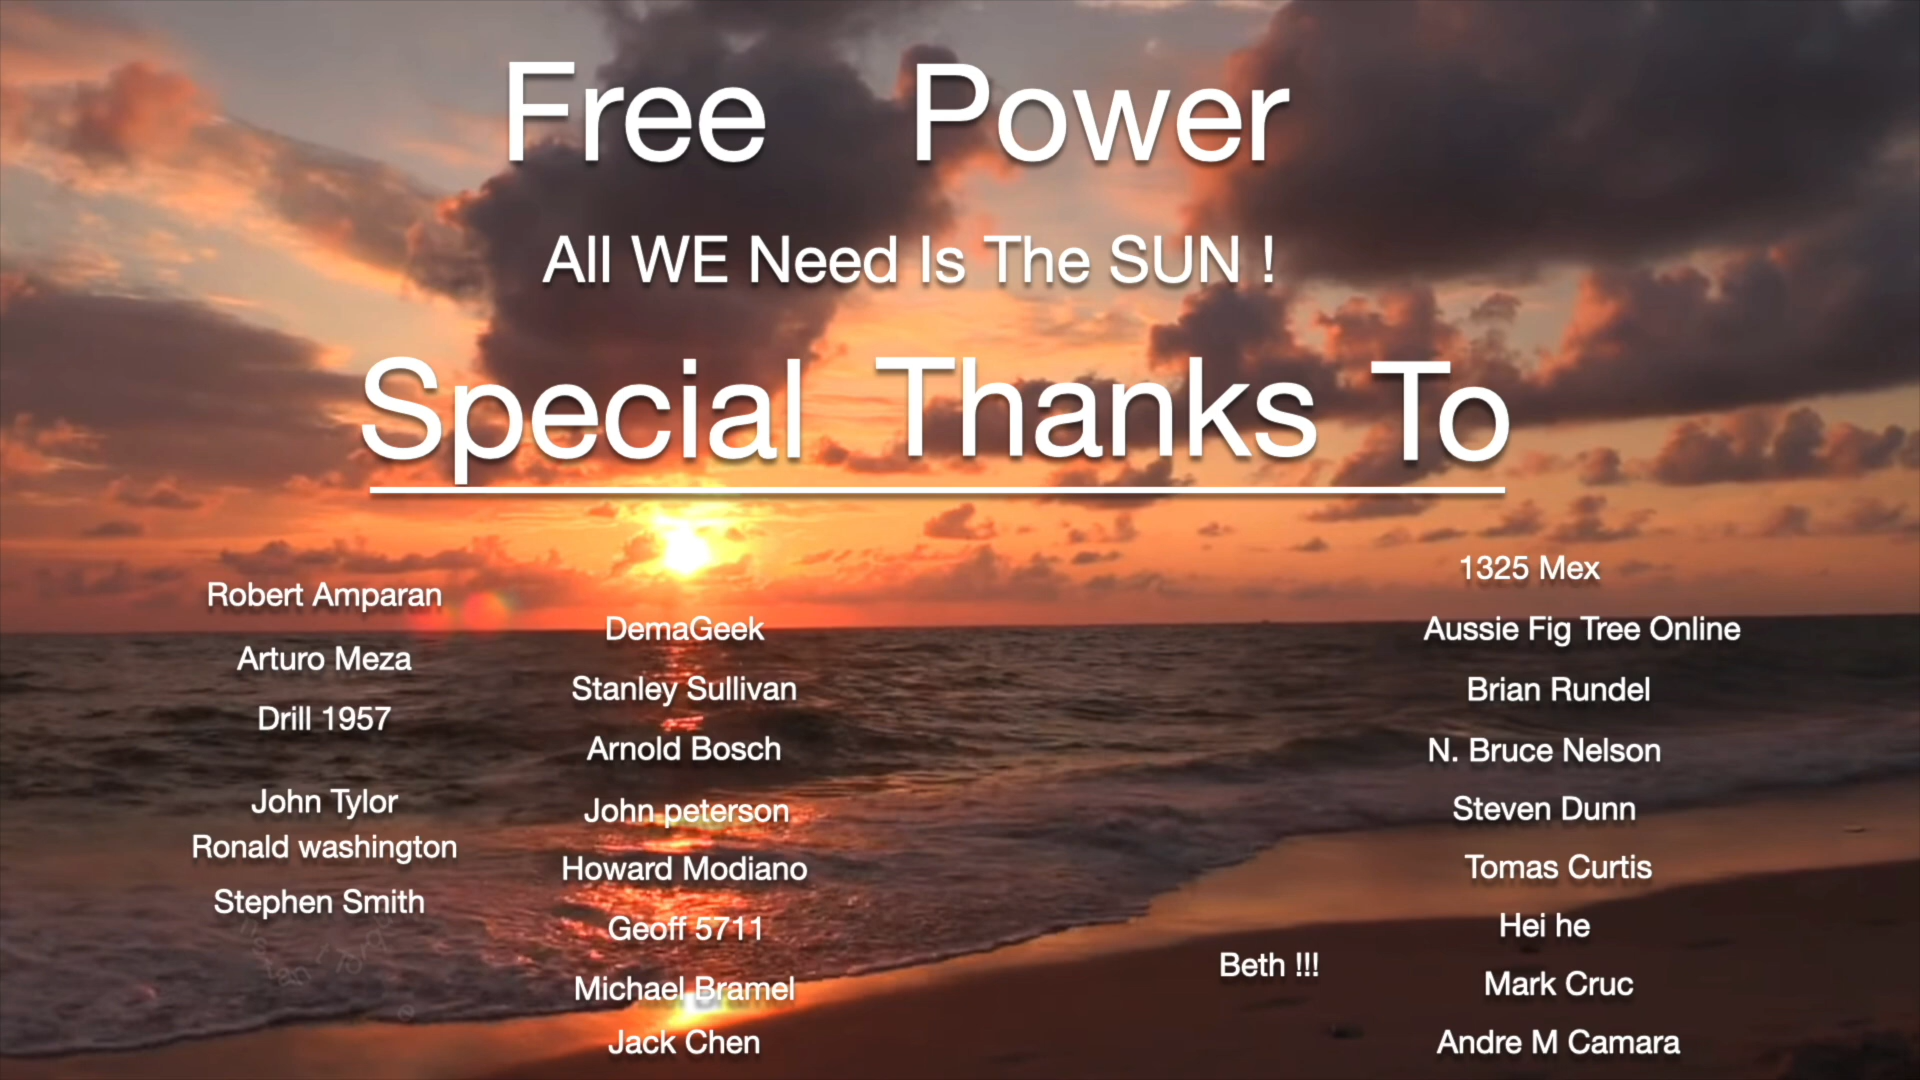 Free Power
All WE Need Is The SUN !
Special Thanks To
Robert Amparan
Arturo Meza
Drill 1957
John Tylor
Ronald washington
Stephen Smith
DemaGeek
Stanley Sullivan
Arnold Bosch
John peterson
Howard Modiano
Geoff 5711
Michael Bramel
Jack Chen
Beth !!!
1325 Mex
Aussie Fig Tree Online
Brian Rundel
N. Bruce Nelson
Steven Dunn
Tomas Curtis
Hei he
Mark Cruc
Andre M Camara